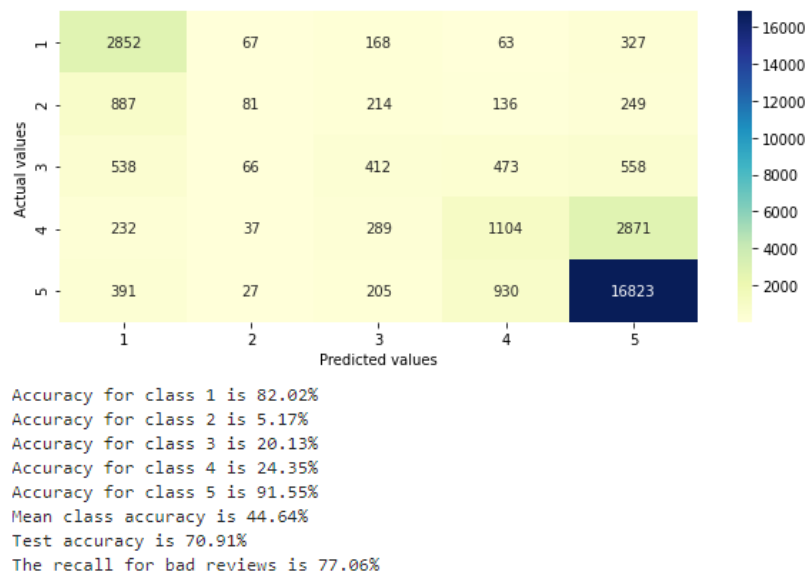 1 2852 67 168 63 327
2 887 81 214 136 249
3 538 66 412 473 558
4 232 37 289 1104 2871
5 391 27 205 930 16823
1 2 3 4 5
Actual values
Predicted values
16000
14000
12000
10000
8000
6000
4000
2000
Accuracy for class 1 is 82.02%
Accuracy for class 2 is 5.17%
Accuracy for class 3 is 20.13%
Accuracy for class 4 is 24.35%
Accuracy for class 5 is 91.55%
Mean class accuracy is 44.64%
Test accuracy is 70.91%
The recall for bad reviews is 77.06%